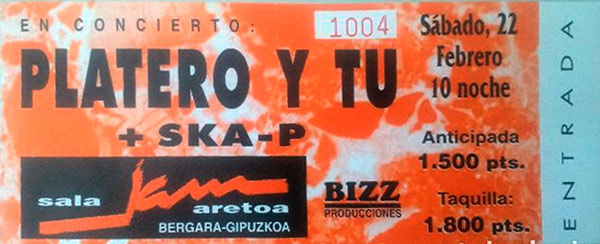 EN CONCIERTO:
1004
Sábado, 22
Febrero
10 noche
PLATERO Y TU
+ SKA-P
Anticipada
1.500 pts.
sala Jam aretoa
BERGARA-GIPUZKOA
BIZZ
PRODUCCIONES
Taquilla:
1.800 pts.
ENTRADA